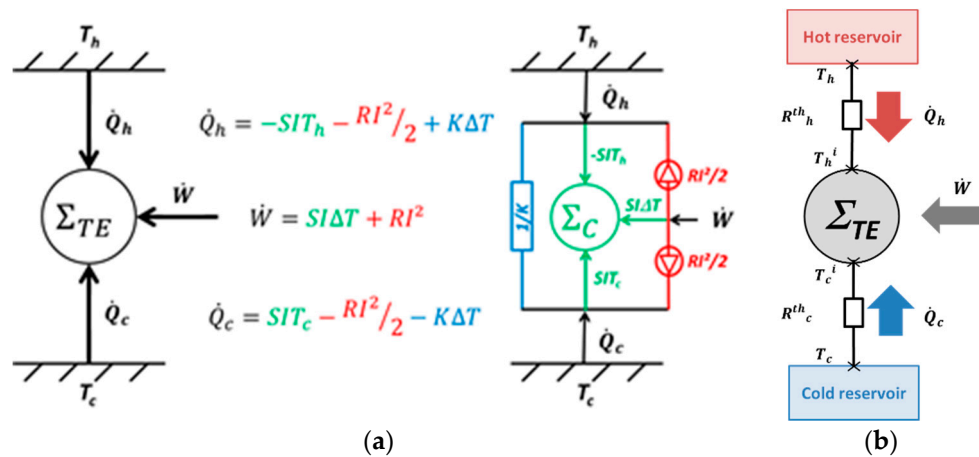 T_h
Q̇_h
Σ_TE
Ẇ
Q̇_c
T_c
Q̇_h = -SIT_h - RI²/2 + KΔT
Ẇ = SIΔT + RI²
Q̇_c = SIT_c - RI²/2 - KΔT
T_h
Q̇_h
-SIT_h
RI²/2
1/K
Σ_C
SIΔT
Ẇ
SIT_c
RI²/2
Q̇_c
T_c
(a)
Hot reservoir
T_h
R^th_h
Q̇_h
T_h^i
Σ_TE
Ẇ
T_c^i
R^th_c
Q̇_c
T_c
Cold reservoir
(b)